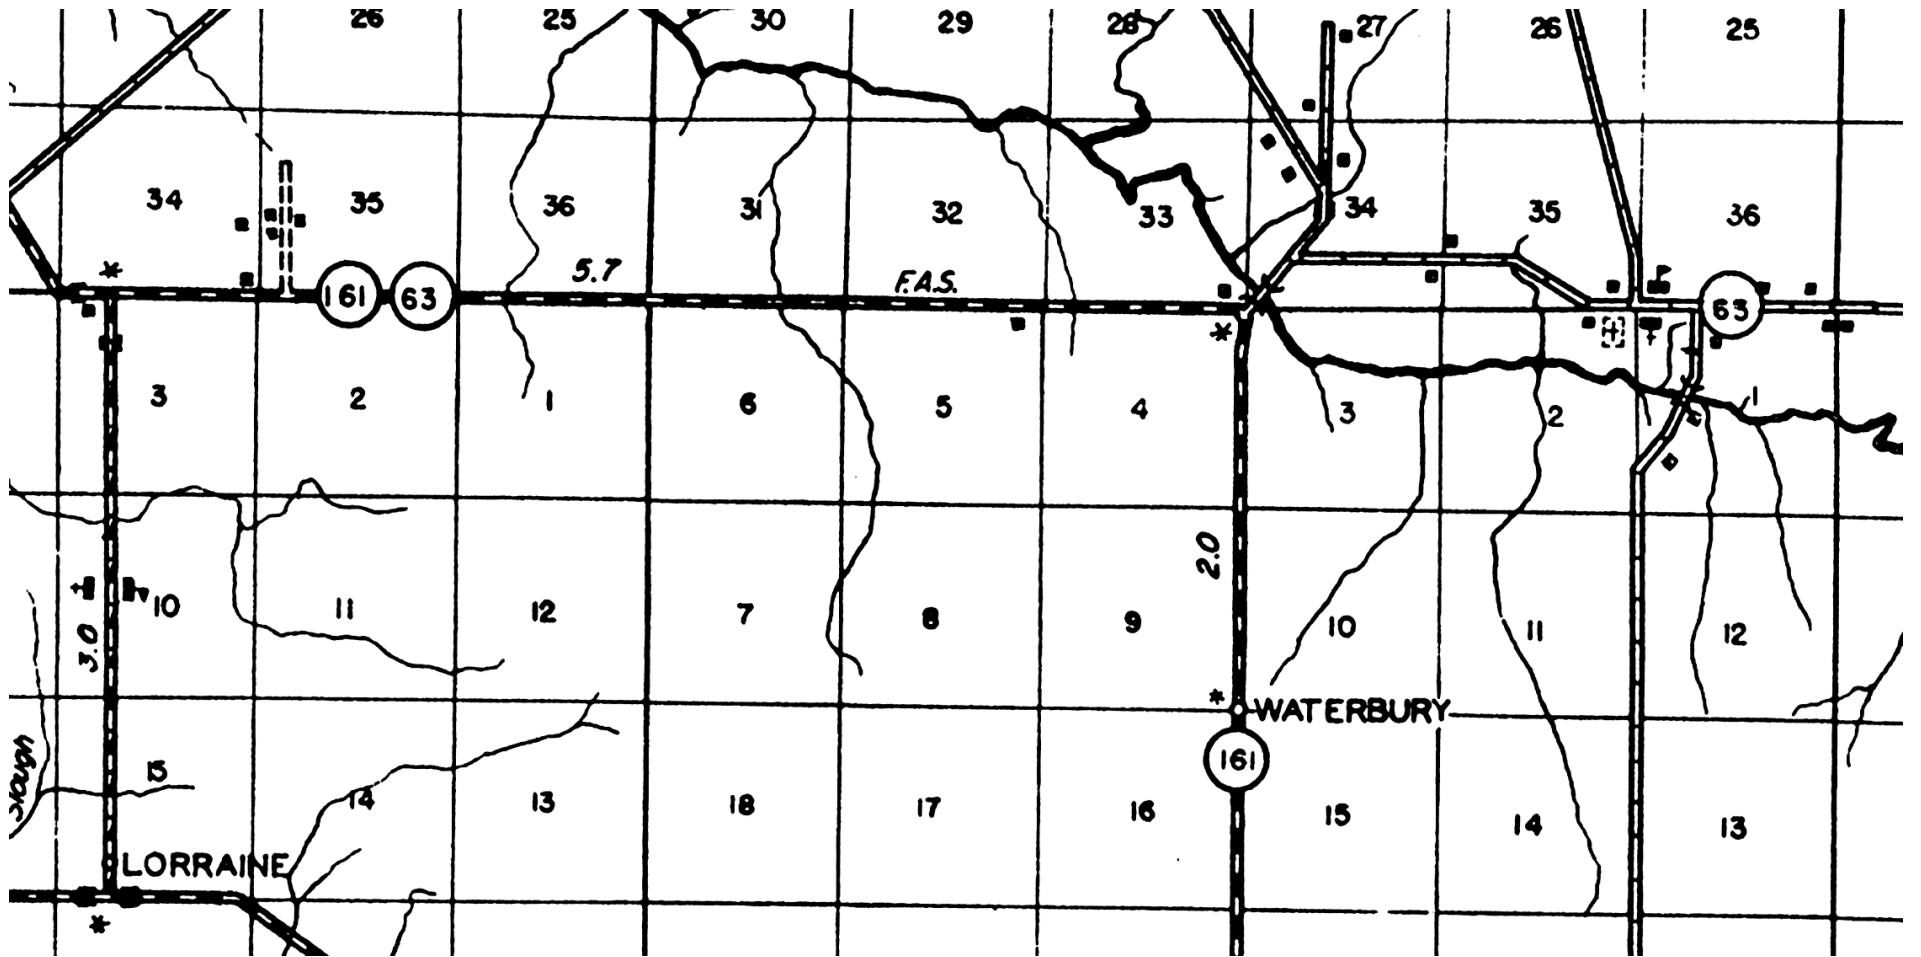 26 25 30 29 28 27 26 25
34 35 36 31 32 33 34 35 36
5.7 F.A.S.
161 63 63
3 2 1 6 5 4 3 2 1
2.0
10 11 12 7 8 9 10 11 12
3.0
WATERBURY
161
Slough
15 14 13 18 17 16 15 14 13
LORRAINE